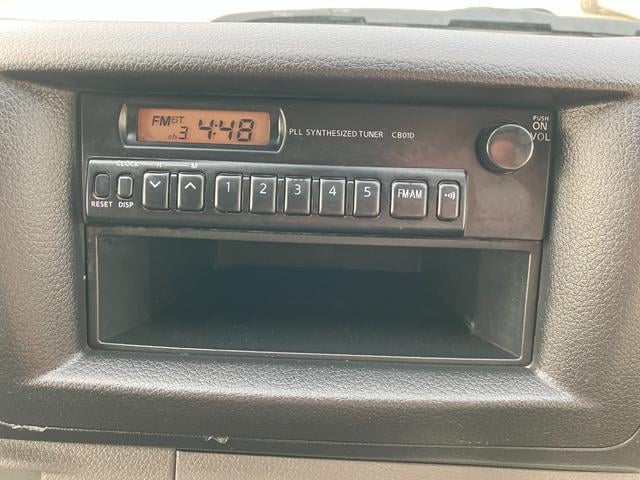 FM ST
ch 3 4:48
PLL SYNTHESIZED TUNER CB01D
PUSH
ON
VOL
CLOCK H M
1 2 3 4 5 FM·AM
RESET DISP